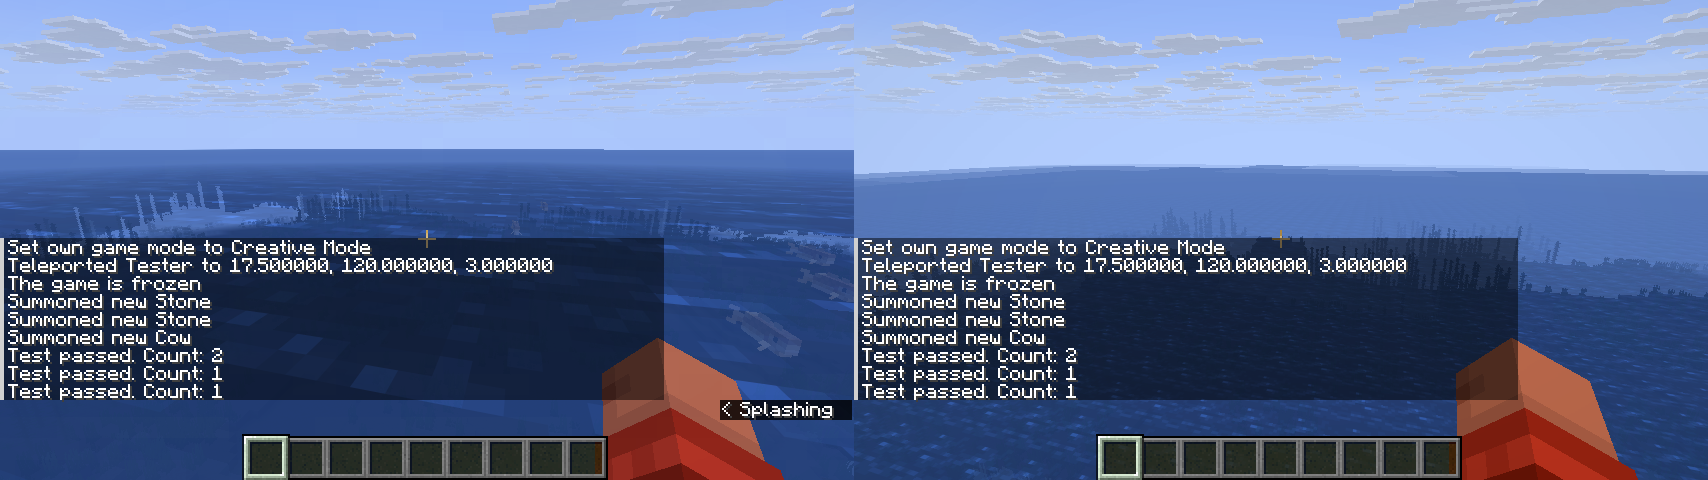 Set own game mode to Creative Mode
Teleported Tester to 17.500000, 120.000000, 3.000000
The game is frozen
Summoned new Stone
Summoned new Stone
Summoned new Cow
Test passed. Count: 2
Test passed. Count: 1
Test passed. Count: 1
< Splashing
Set own game mode to Creative Mode
Teleported Tester to 17.500000, 120.000000, 3.000000
The game is frozen
Summoned new Stone
Summoned new Stone
Summoned new Cow
Test passed. Count: 2
Test passed. Count: 1
Test passed. Count: 1